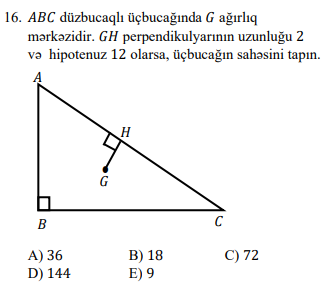 16. ABC düzbucaqlı üçbucağında G ağırlıq
mərkəzidir. GH perpendikulyarının uzunluğu 2
və hipotenuz 12 olarsa, üçbucağın sahəsini tapın.
A
H
G
B
C
A) 36 B) 18 C) 72
D) 144 E) 9